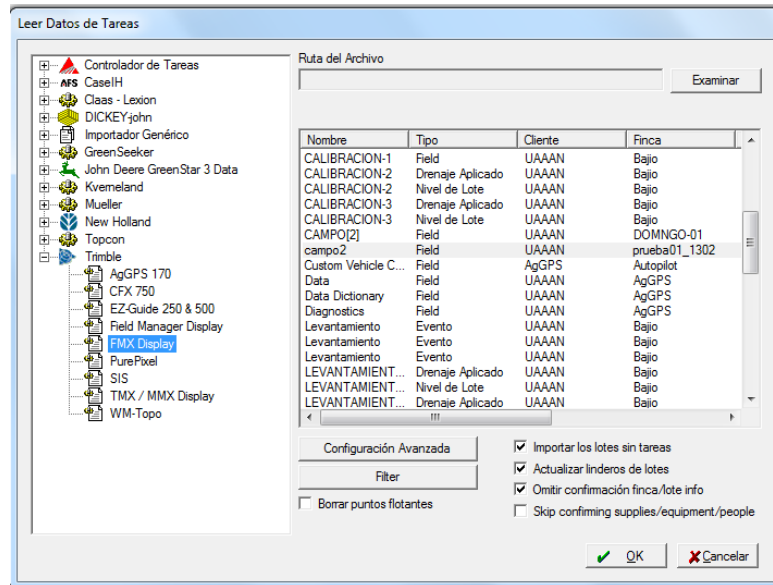 Leer Datos de Tareas
Controlador de Tareas
AFS CaseIH
Claas - Lexion
DICKEY-john
Importador Genérico
GreenSeeker
John Deere GreenStar 3 Data
Kverneland
Mueller
New Holland
Topcon
Trimble
AgGPS 170
CFX 750
EZ-Guide 250 & 500
Field Manager Display
FMX Display
PurePixel
SIS
TMX / MMX Display
WM-Topo
Ruta del Archivo
Examinar
Nombre Tipo Cliente Finca
CALIBRACION-1 Field UAAAN Bajio
CALIBRACION-2 Drenaje Aplicado UAAAN Bajio
CALIBRACION-2 Nivel de Lote UAAAN Bajio
CALIBRACION-3 Drenaje Aplicado UAAAN Bajio
CALIBRACION-3 Nivel de Lote UAAAN Bajio
CAMPO[2] Field UAAAN DOMNGO-01
campo2 Field UAAAN prueba01_1302
Custom Vehicle C... Field AgGPS Autopilot
Data Field UAAAN AgGPS
Data Dictionary Field UAAAN AgGPS
Diagnostics Field UAAAN AgGPS
Levantamiento Evento UAAAN Bajio
Levantamiento Evento UAAAN Bajio
Levantamiento Evento UAAAN Bajio
LEVANTAMIENT... Drenaje Aplicado UAAAN Bajio
LEVANTAMIENT... Nivel de Lote UAAAN Bajio
LEVANTAMIENT... Drenaje Aplicado UAAAN Bajio
Configuración Avanzada
Filter
Borrar puntos flotantes
Importar los lotes sin tareas
Actualizar linderos de lotes
Omitir confirmación finca/lote info
Skip confirming supplies/equipment/people
OK
Cancelar